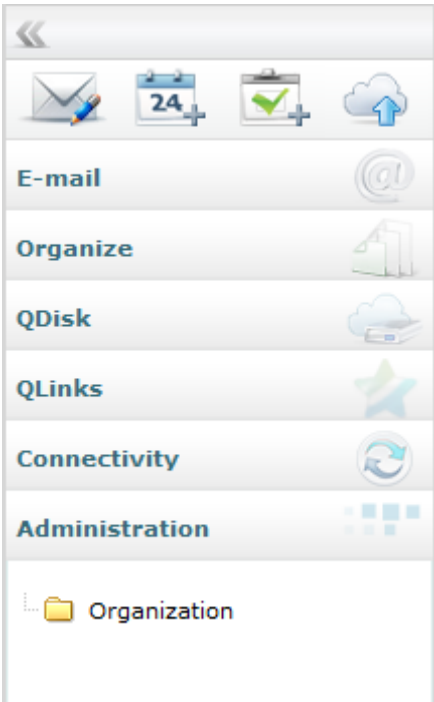 24
E-mail
Organize
QDisk
QLinks
Connectivity
Administration
Organization